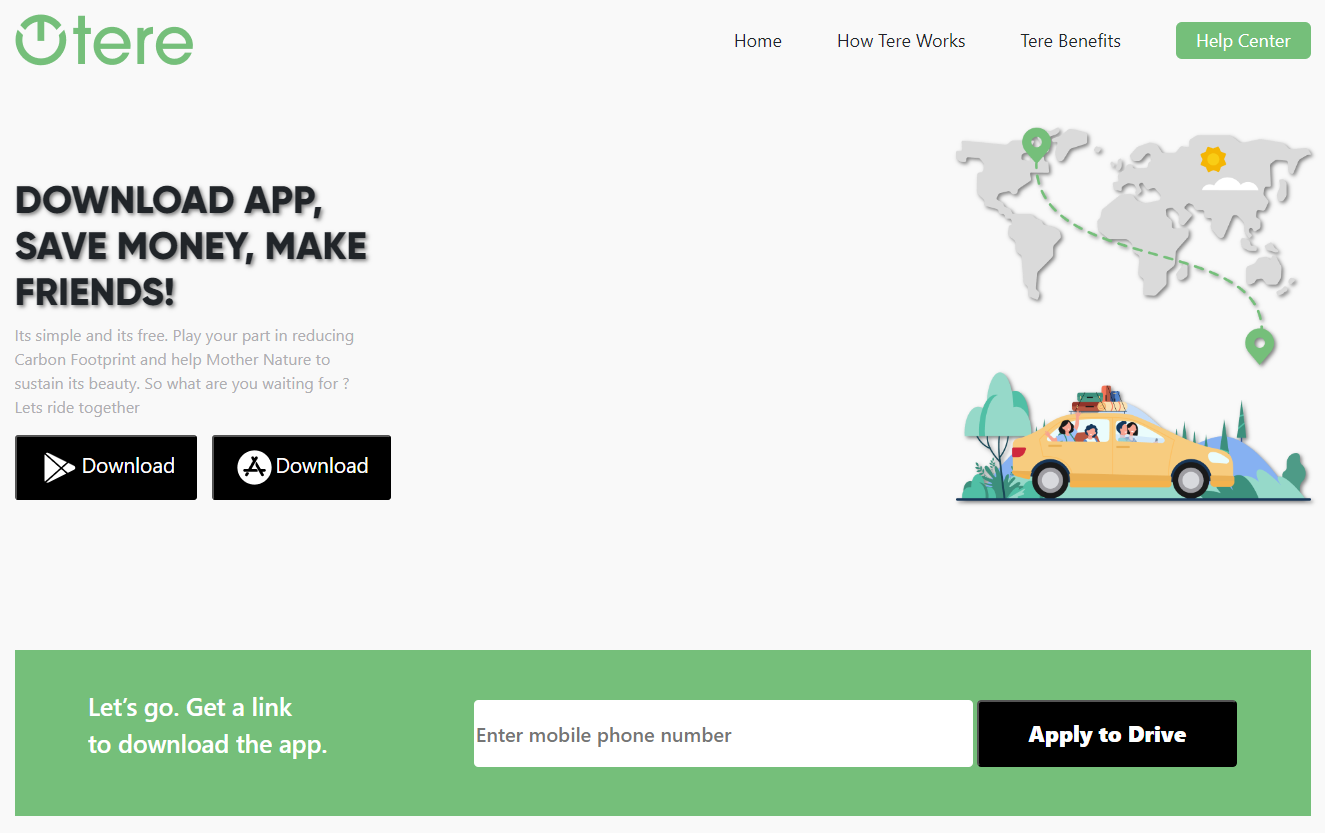 tere
Home
How Tere Works
Tere Benefits
Help Center
DOWNLOAD APP,
SAVE MONEY, MAKE
FRIENDS!
Its simple and its free. Play your part in reducing
Carbon Footprint and help Mother Nature to
sustain its beauty. So what are you waiting for ?
Lets ride together
Download
Download
Let’s go. Get a link
to download the app.
Enter mobile phone number
Apply to Drive